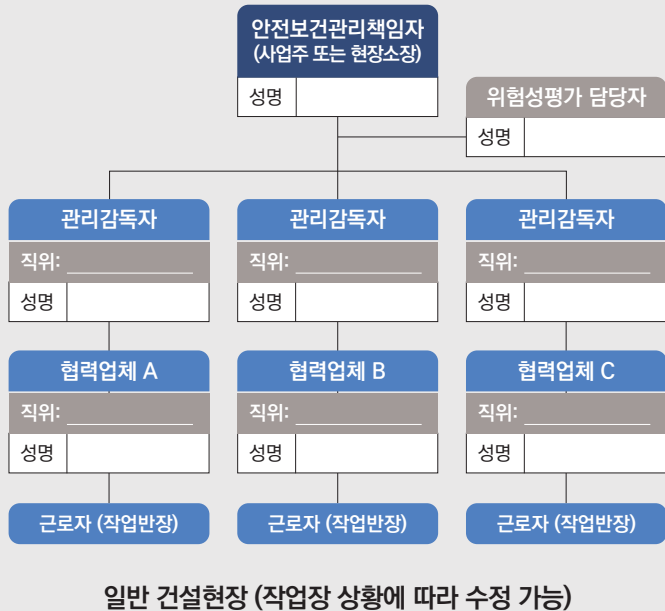 안전보건관리책임자
(사업주 또는 현장소장)
성명
위험성평가 담당자
성명
관리감독자
직위:
성명
관리감독자
직위:
성명
관리감독자
직위:
성명
협력업체 A
직위:
성명
협력업체 B
직위:
성명
협력업체 C
직위:
성명
근로자 (작업반장)
근로자 (작업반장)
근로자 (작업반장)
일반 건설현장 (작업장 상황에 따라 수정 가능)